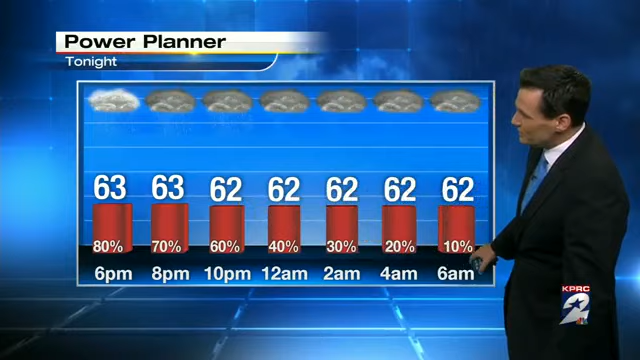 Power Planner
Tonight
63 63 62 62 62 62 62
80% 70% 60% 40% 30% 20% 10%
6pm 8pm 10pm 12am 2am 4am 6am
KPRC
2